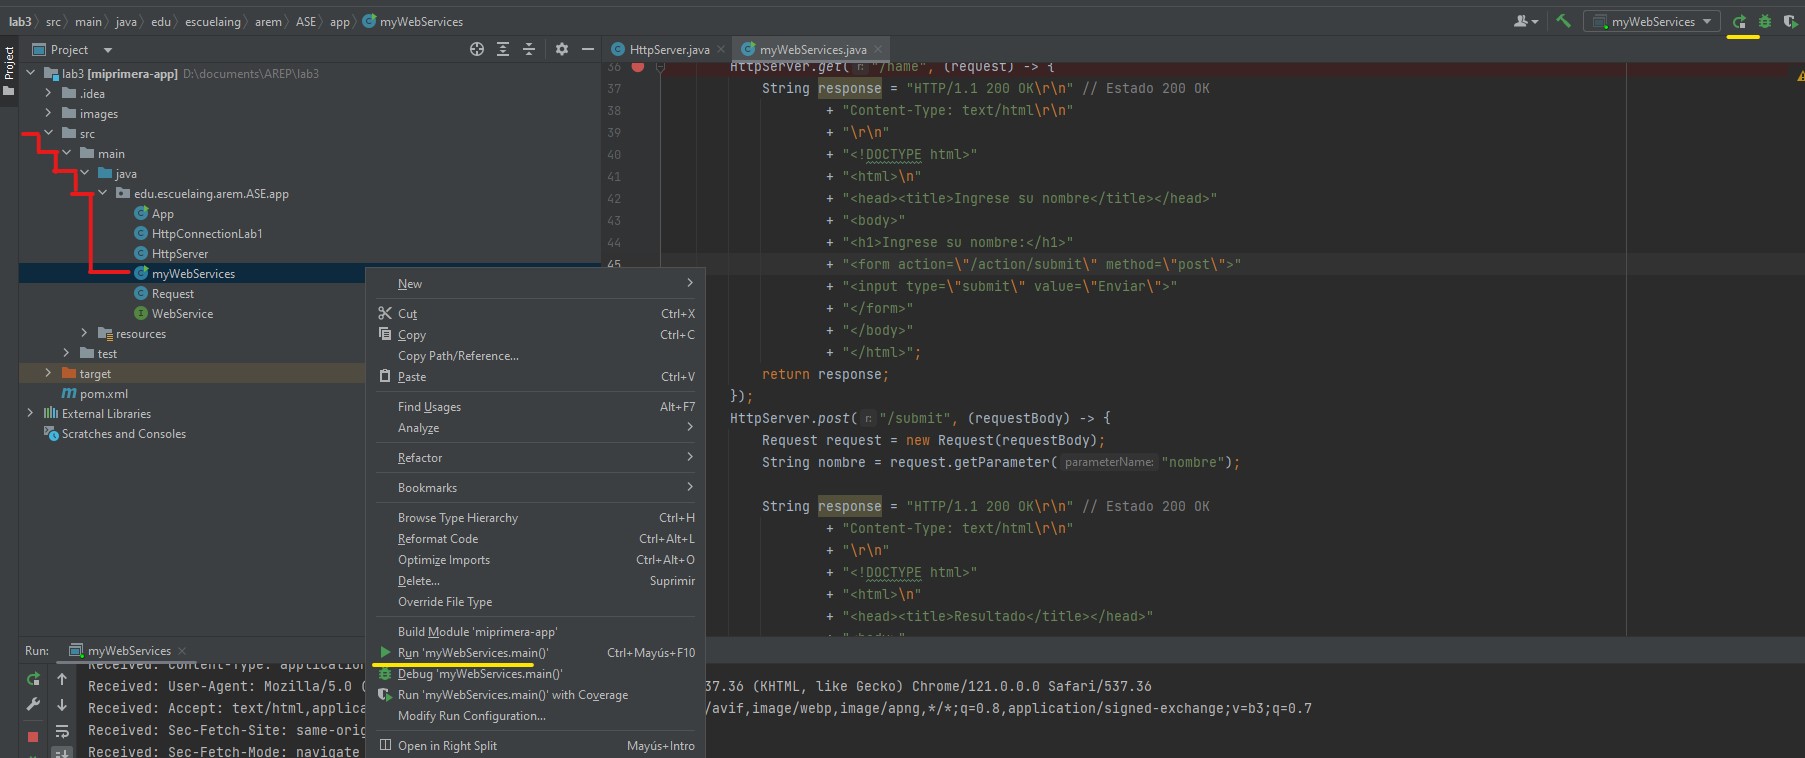 lab3 > src > main > java > edu > escuelaing > arem > ASE > app > myWebServices
myWebServices
Project
Project
lab3 [miprimera-app] D:\documents\AREP\lab3
.idea
images
src
main
java
edu.escuelaing.arem.ASE.app
App
HttpConnectionLab1
HttpServer
myWebServices
Request
WebService
resources
test
target
pom.xml
External Libraries
Scratches and Consoles
HttpServer.java
myWebServices.java
36 HttpServer.get( r: "/name", (request) -> {
37 String response = "HTTP/1.1 200 OK\r\n" // Estado 200 OK
38 + "Content-Type: text/html\r\n"
39 + "\r\n"
40 + "<!DOCTYPE html>"
41 + "<html>\n"
42 + "<head><title>Ingrese su nombre</title></head>"
43 + "<body>"
44 + "<h1>Ingrese su nombre:</h1>"
45 + "<form action=\"/action/submit\" method=\"post\">"
+ "<input type=\"submit\" value=\"Enviar\">"
+ "</form>"
+ "</body>"
+ "</html>";
return response;
});
HttpServer.post( r: "/submit", (requestBody) -> {
Request request = new Request(requestBody);
String nombre = request.getParameter( parameterName: "nombre");
String response = "HTTP/1.1 200 OK\r\n" // Estado 200 OK
+ "Content-Type: text/html\r\n"
+ "\r\n"
+ "<!DOCTYPE html>"
+ "<html>\n"
+ "<head><title>Resultado</title></head>"
+ "<body>"
New
Cut Ctrl+X
Copy Ctrl+C
Copy Path/Reference...
Paste Ctrl+V
Find Usages Alt+F7
Analyze
Refactor
Bookmarks
Browse Type Hierarchy Ctrl+H
Reformat Code Ctrl+Alt+L
Optimize Imports Ctrl+Alt+O
Delete... Suprimir
Override File Type
Build Module 'miprimera-app'
Run 'myWebServices.main()' Ctrl+Mayús+F10
Debug 'myWebServices.main()'
Run 'myWebServices.main()' with Coverage
Modify Run Configuration...
Open in Right Split Mayús+Intro
Run: myWebServices
Received: Content-Type: application
Received: User-Agent: Mozilla/5.0 ( 37.36 (KHTML, like Gecko) Chrome/121.0.0.0 Safari/537.36
Received: Accept: text/html,applica /avif,image/webp,image/apng,*/*;q=0.8,application/signed-exchange;v=b3;q=0.7
Received: Sec-Fetch-Site: same-orig
Received: Sec-Fetch-Mode: navigate